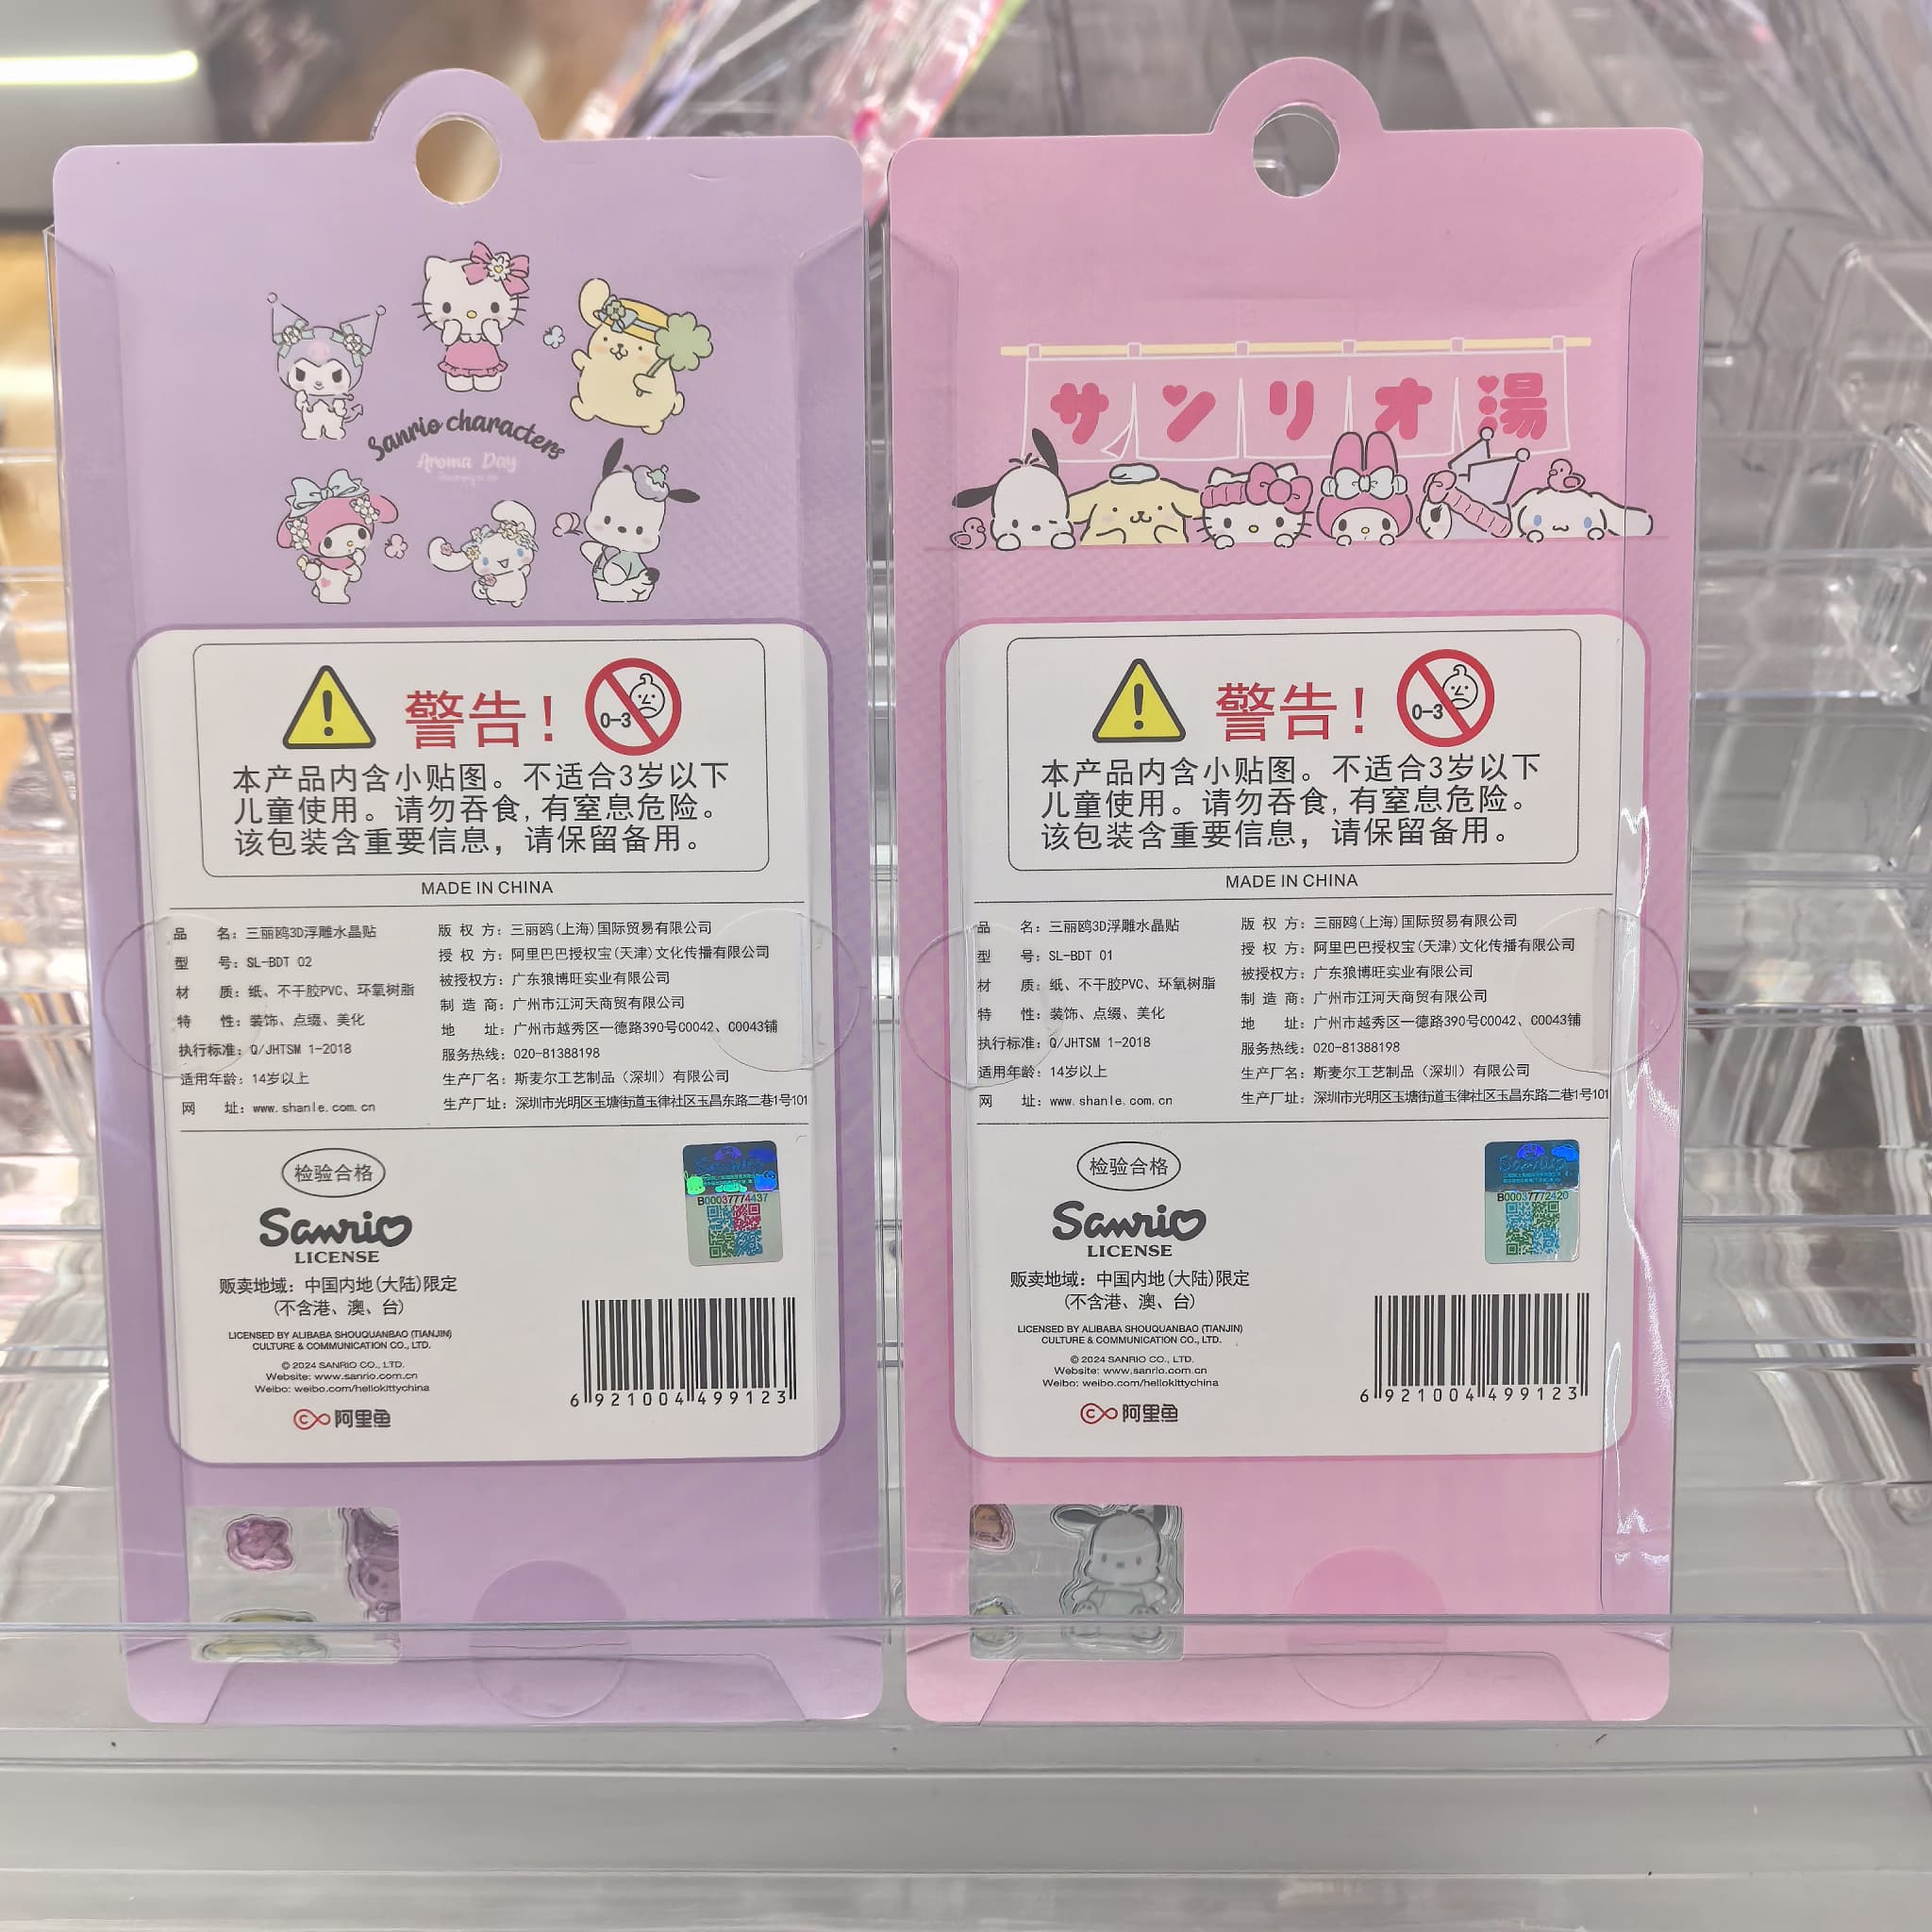 Sanrio characters
Aroma Day
警告!
0-3
本产品内含小贴图。不适合3岁以下
儿童使用。请勿吞食,有窒息危险。
该包装含重要信息，请保留备用。
MADE IN CHINA
品 名：三丽鸥3D浮雕水晶贴
型 号：SL-BDT 02
材 质：纸、不干胶PVC、环氧树脂
特 性：装饰、点缀、美化
执行标准：Q/JHTSM 1-2018
适用年龄：14岁以上
网 址：www.shanle.com.cn
版 权 方：三丽鸥(上海)国际贸易有限公司
授 权 方：阿里巴巴授权宝(天津)文化传播有限公司
被授权方：广东狼博旺实业有限公司
制 造 商：广州市江河天商贸有限公司
地 址：广州市越秀区一德路390号C0042、C0043铺
服务热线：020-81388198
生产厂名：斯麦尔工艺制品（深圳）有限公司
生产厂址：深圳市光明区玉塘街道玉律社区玉昌东路二巷1号101
检验合格
Sanrio
LICENSE
贩卖地域：中国内地(大陆)限定
(不含港、澳、台)
LICENSED BY ALIBABA SHOUQUANBAO (TIANJIN)
CULTURE & COMMUNICATION CO., LTD.
© 2024 SANRIO CO., LTD.
Website: www.sanrio.com.cn
Weibo: weibo.com/hellokittychina
阿里鱼
Sanrio
B00037774437
6 921004 499123
サンリオ湯
警告!
0-3
本产品内含小贴图。不适合3岁以下
儿童使用。请勿吞食,有窒息危险。
该包装含重要信息，请保留备用。
MADE IN CHINA
品 名：三丽鸥3D浮雕水晶贴
型 号：SL-BDT 01
材 质：纸、不干胶PVC、环氧树脂
特 性：装饰、点缀、美化
执行标准：Q/JHTSM 1-2018
适用年龄：14岁以上
网 址：www.shanle.com.cn
版 权 方：三丽鸥(上海)国际贸易有限公司
授 权 方：阿里巴巴授权宝(天津)文化传播有限公司
被授权方：广东狼博旺实业有限公司
制 造 商：广州市江河天商贸有限公司
地 址：广州市越秀区一德路390号C0042、C0043铺
服务热线：020-81388198
生产厂名：斯麦尔工艺制品（深圳）有限公司
生产厂址：深圳市光明区玉塘街道玉律社区玉昌东路二巷1号101
检验合格
Sanrio
LICENSE
贩卖地域：中国内地(大陆)限定
(不含港、澳、台)
LICENSED BY ALIBABA SHOUQUANBAO (TIANJIN)
CULTURE & COMMUNICATION CO., LTD.
© 2024 SANRIO CO., LTD.
Website: www.sanrio.com.cn
Weibo: weibo.com/hellokittychina
阿里鱼
Sanrio
B00037772420
6 921004 499123